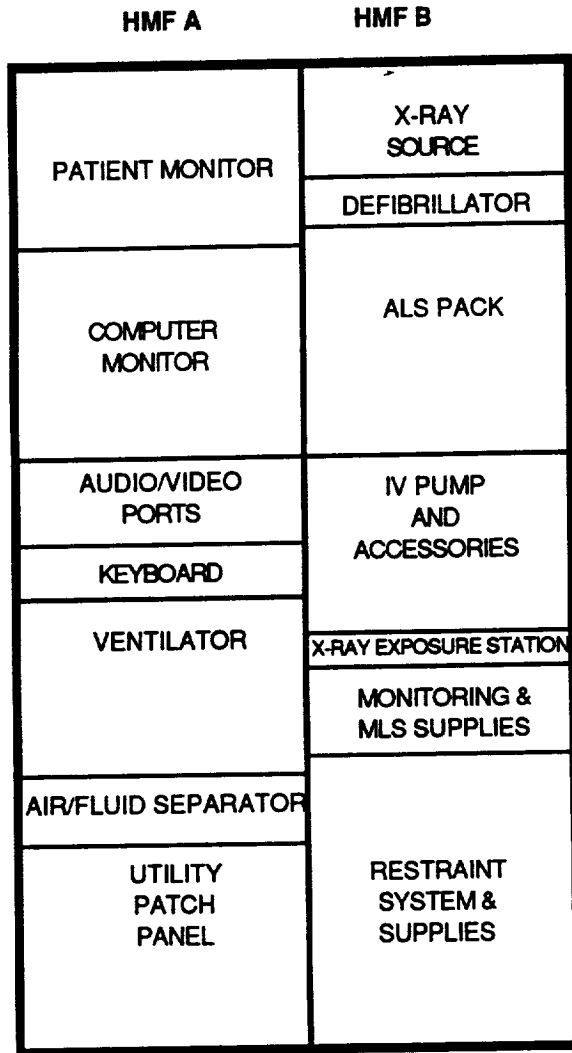 HMF A
HMF B
PATIENT MONITOR
COMPUTER
MONITOR
AUDIO/VIDEO
PORTS
KEYBOARD
VENTILATOR
AIR/FLUID SEPARATOR
UTILITY
PATCH
PANEL
X-RAY
SOURCE
DEFIBRILLATOR
ALS PACK
IV PUMP
AND
ACCESSORIES
X-RAY EXPOSURE STATION
MONITORING &
MLS SUPPLIES
RESTRAINT
SYSTEM &
SUPPLIES